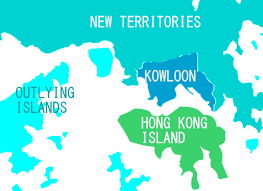 NEW TERRITORIES
KOWLOON
OUTLYING
ISLANDS
HONG KONG
ISLAND